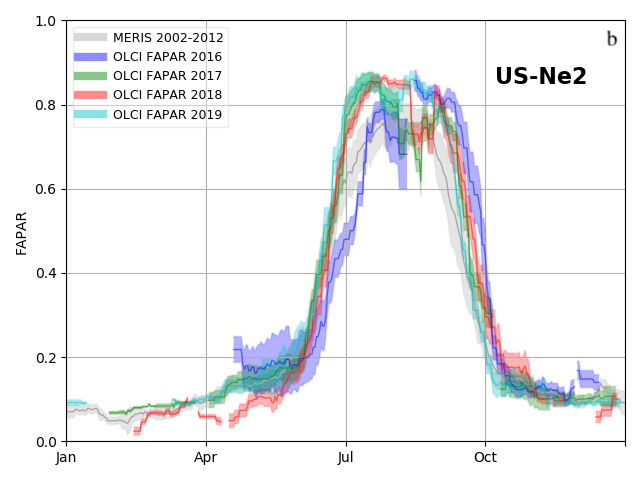 1.0
0.8
0.6
0.4
0.2
0.0
FAPAR
MERIS 2002-2012
OLCI FAPAR 2016
OLCI FAPAR 2017
OLCI FAPAR 2018
OLCI FAPAR 2019
b
US-Ne2
Jan
Apr
Jul
Oct